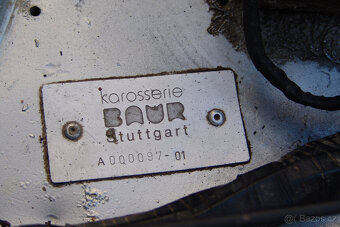 karosserie
BAUR
Stuttgart
A000097-01